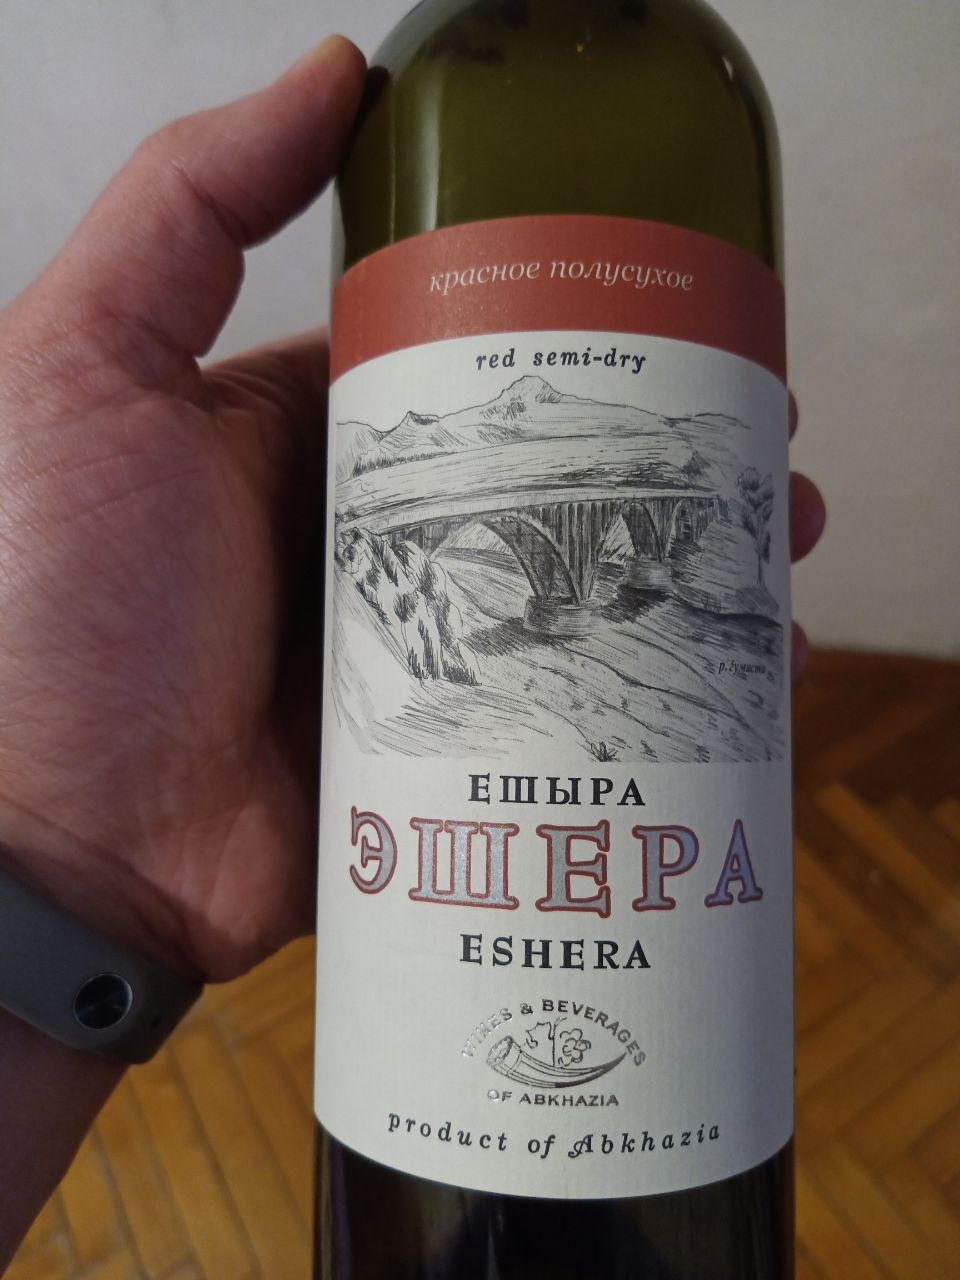 красное полусухое
red semi-dry
р. Гумиста
ЕШЫРА
ЭШЕРА
ESHERA
WINES & BEVERAGES
OF ABKHAZIA
product of Abkhazia